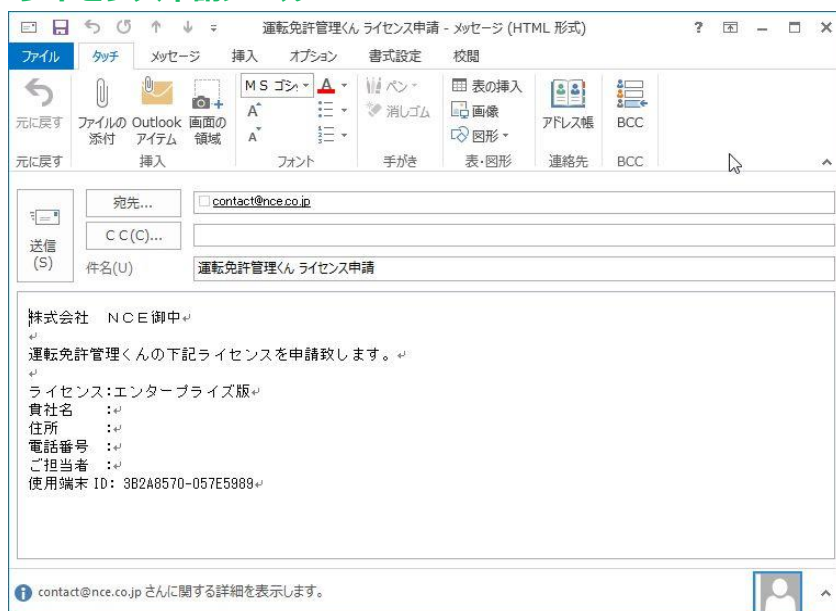 運転免許管理くん ライセンス申請 - メッセージ (HTML 形式)
ファイル タッチ メッセージ 挿入 オプション 書式設定 校閲
元に戻す ファイルの添付 Outlook アイテム 画面の領域 ＭＳ ゴシ A ペン 消しゴム 表の挿入 画像 図形 アドレス帳 BCC
元に戻す 挿入 フォント 手がき 表・図形 連絡先 BCC
送信(S)
宛先... contact@nce.co.jp
ＣＣ(C)...
件名(U) 運転免許管理くん ライセンス申請
株式会社　ＮＣＥ御中
運転免許管理くんの下記ライセンスを申請致します。
ライセンス:エンタープライズ版
貴社名　　:
住所　　　:
電話番号　:
ご担当者　:
使用端末 ID: 3B2A8570-057E5989
contact@nce.co.jp さんに関する詳細を表示します。